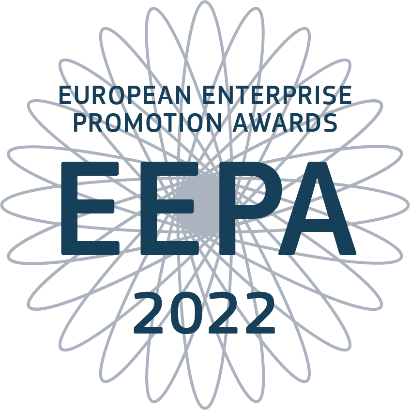 EUROPEAN ENTERPRISE
PROMOTION AWARDS
EEPA
2022